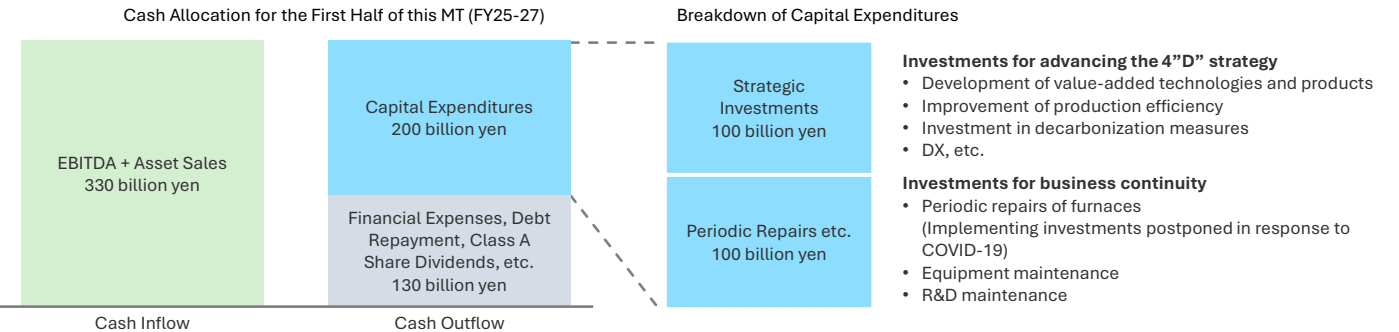 Cash Allocation for the First Half of this MT (FY25-27)
EBITDA + Asset Sales
330 billion yen
Capital Expenditures
200 billion yen
Financial Expenses, Debt
Repayment, Class A
Share Dividends, etc.
130 billion yen
Cash Inflow
Cash Outflow
Breakdown of Capital Expenditures
Strategic
Investments
100 billion yen
Periodic Repairs etc.
100 billion yen
Investments for advancing the 4”D” strategy
• Development of value-added technologies and products
• Improvement of production efficiency
• Investment in decarbonization measures
• DX, etc.
Investments for business continuity
• Periodic repairs of furnaces
(Implementing investments postponed in response to
COVID-19)
• Equipment maintenance
• R&D maintenance